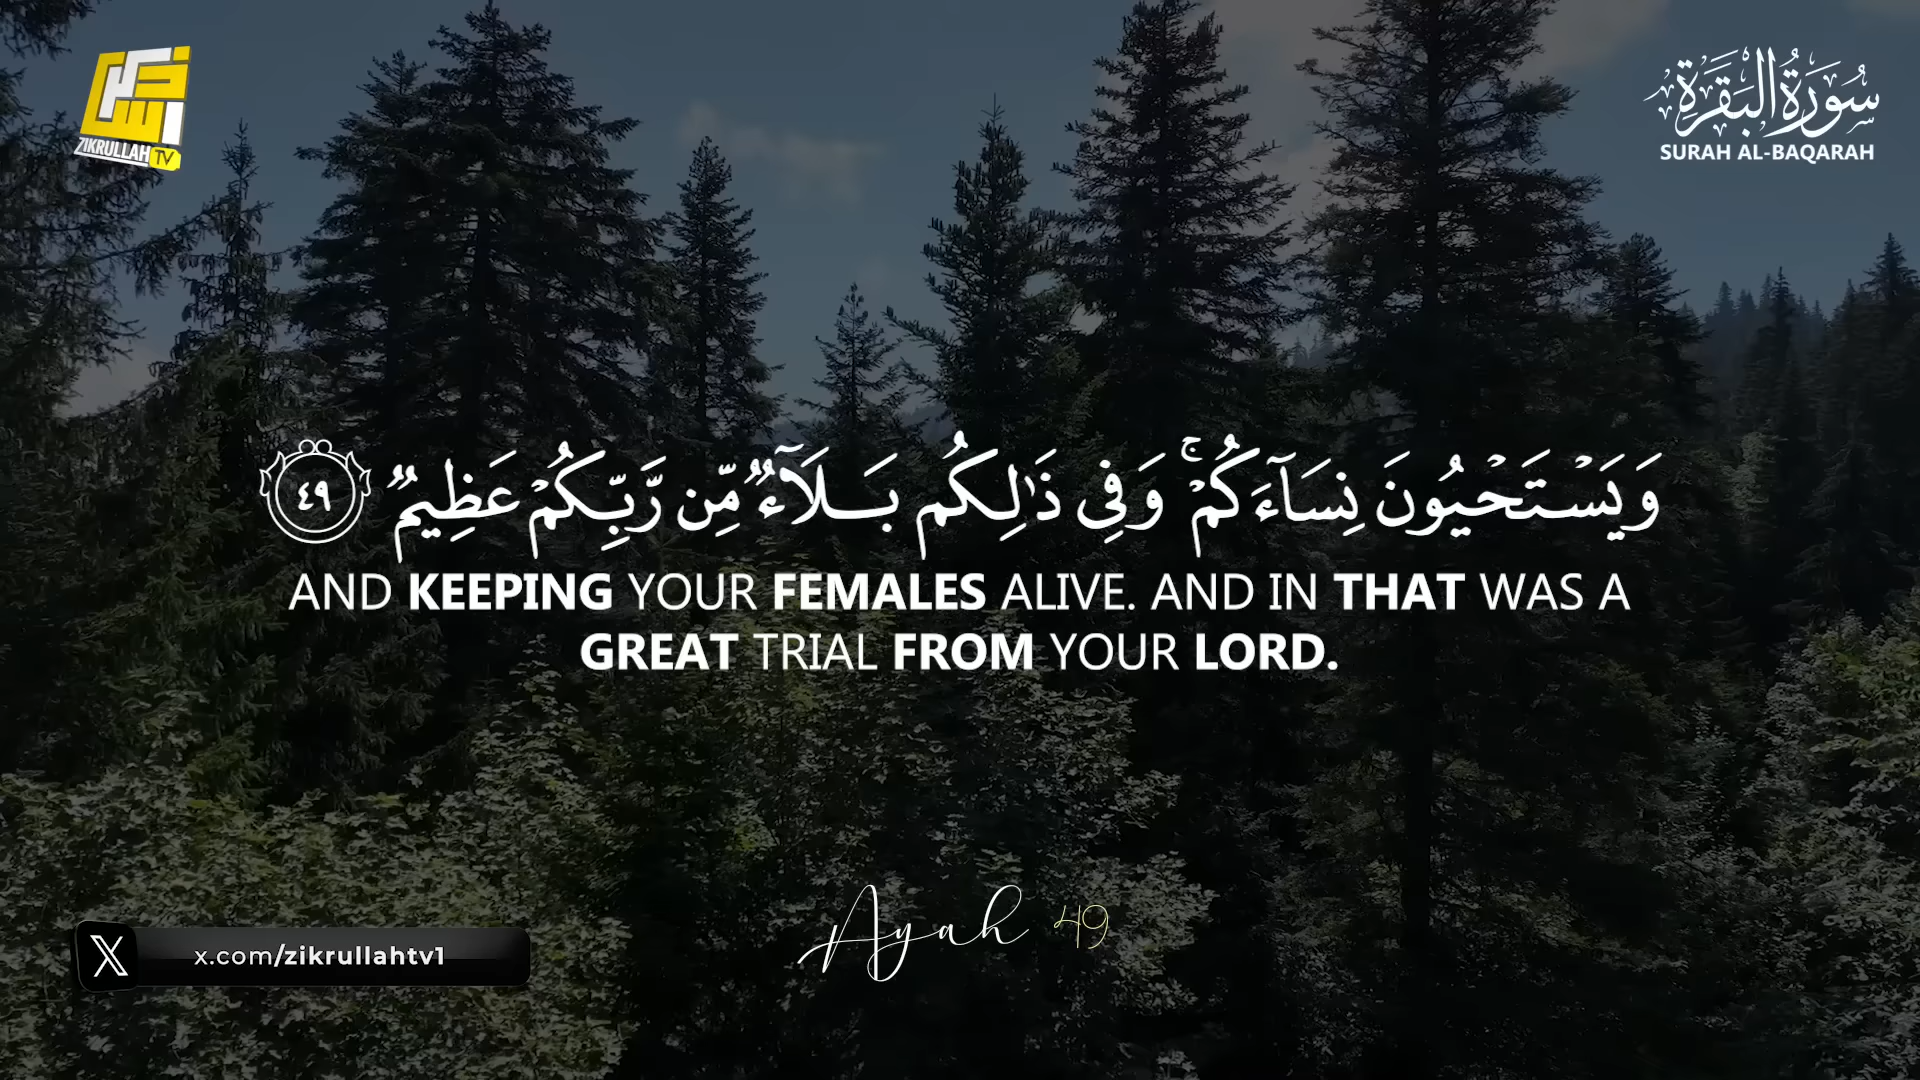 ZIKRULLAH TV
سُورَةُ البَقَرَةِ
SURAH AL-BAQARAH
وَيَسْتَحْيُونَ نِسَآءَكُمْ ۚ وَفِى ذَٰلِكُم بَلَآءٌ مِّن رَّبِّكُمْ عَظِيمٌ ٤٩
AND KEEPING YOUR FEMALES ALIVE. AND IN THAT WAS A
GREAT TRIAL FROM YOUR LORD.
Ayah 49
x.com/zikrullahtv1